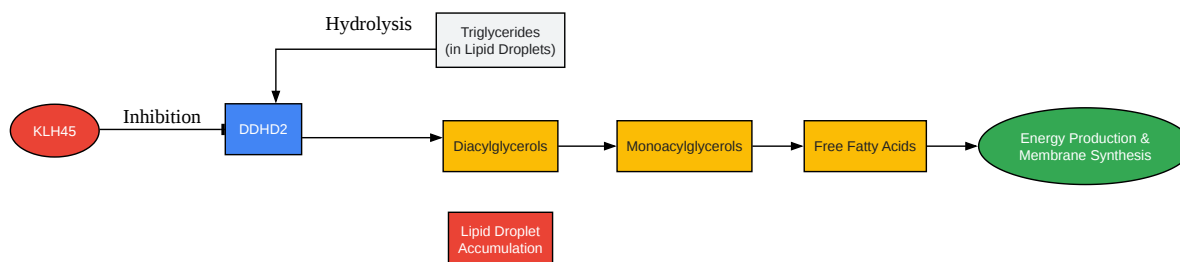 Hydrolysis
Triglycerides
(in Lipid Droplets)
KLH45
Inhibition
DDHD2
Diacylglycerols
Monoacylglycerols
Free Fatty Acids
Energy Production &
Membrane Synthesis
Lipid Droplet
Accumulation